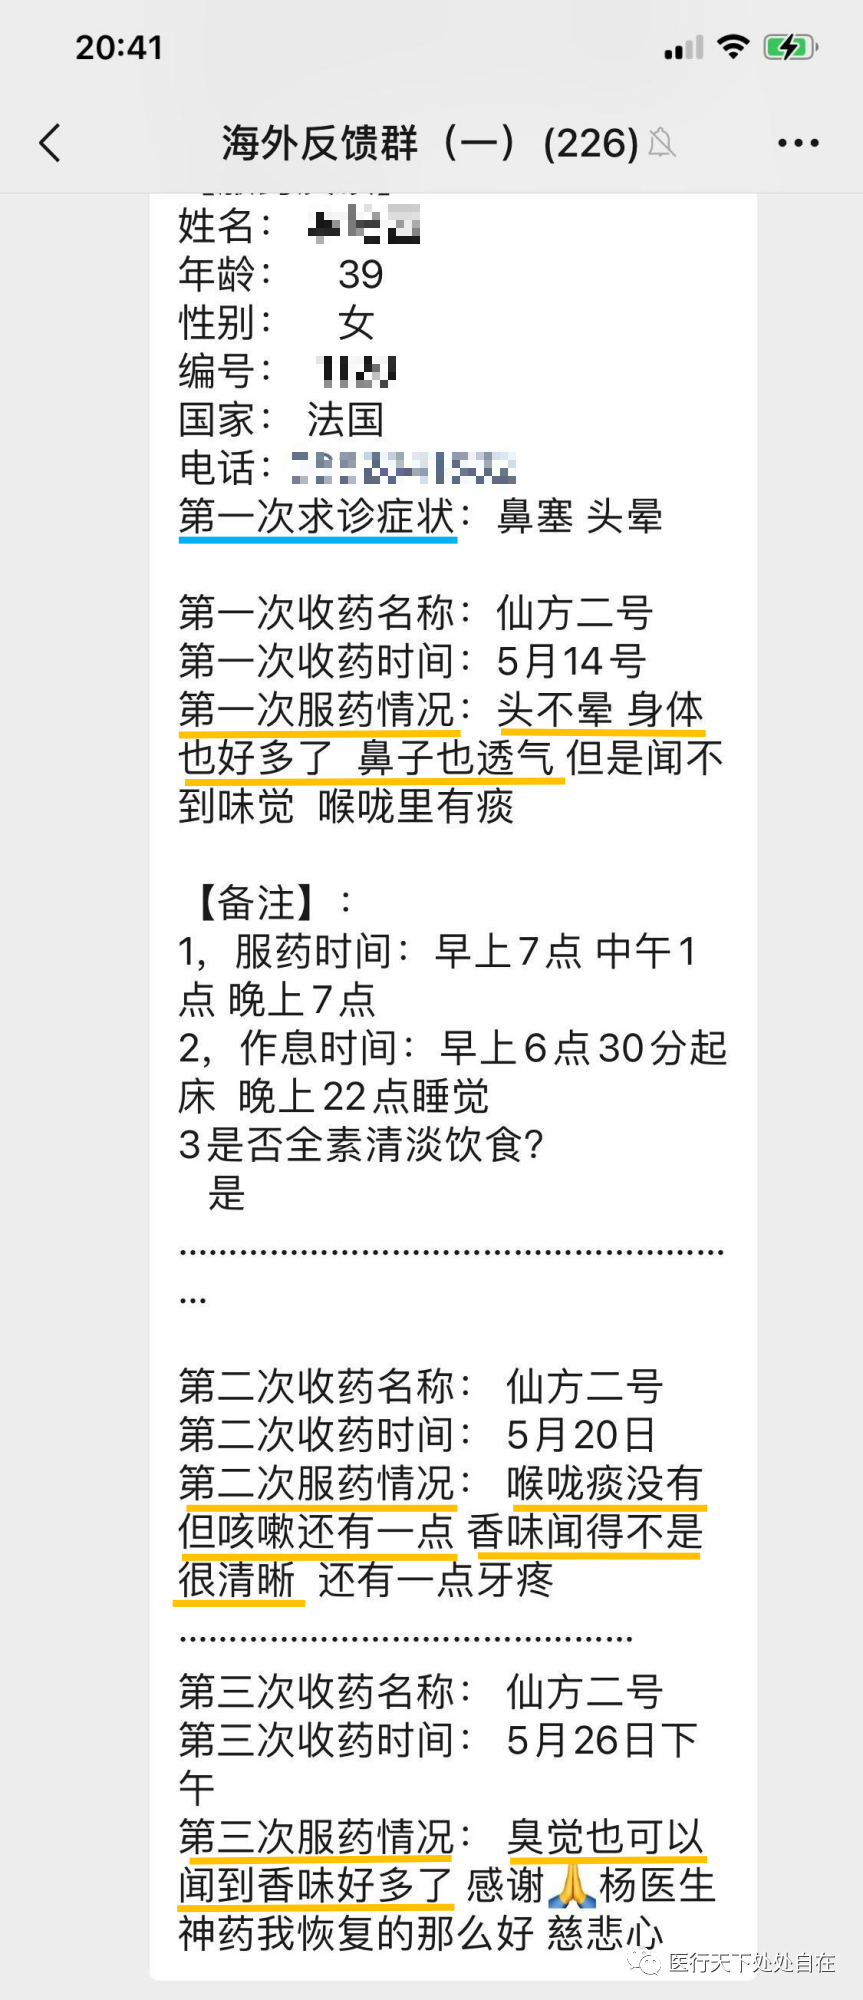 20:41
海外反馈群（一）(226)
姓名：
年龄： 39
性别： 女
编号：
国家： 法国
电话：
第一次求诊症状：鼻塞 头晕
第一次收药名称：仙方二号
第一次收药时间：5月14号
第一次服药情况：头不晕 身体
也好多了 鼻子也透气 但是闻不
到味觉 喉咙里有痰
【备注】：
1，服药时间：早上7点 中午1
点 晚上7点
2，作息时间：早上6点30分起
床 晚上22点睡觉
3是否全素清淡饮食?
是
……………………………………………
…
第二次收药名称： 仙方二号
第二次收药时间： 5月20日
第二次服药情况： 喉咙痰没有
但咳嗽还有一点 香味闻得不是
很清晰 还有一点牙疼
……………………………………
第三次收药名称： 仙方二号
第三次收药时间： 5月26日下
午
第三次服药情况： 臭觉也可以
闻到香味好多了 感谢🙏杨医生
神药我恢复的那么好 慈悲心
医行天下处处自在